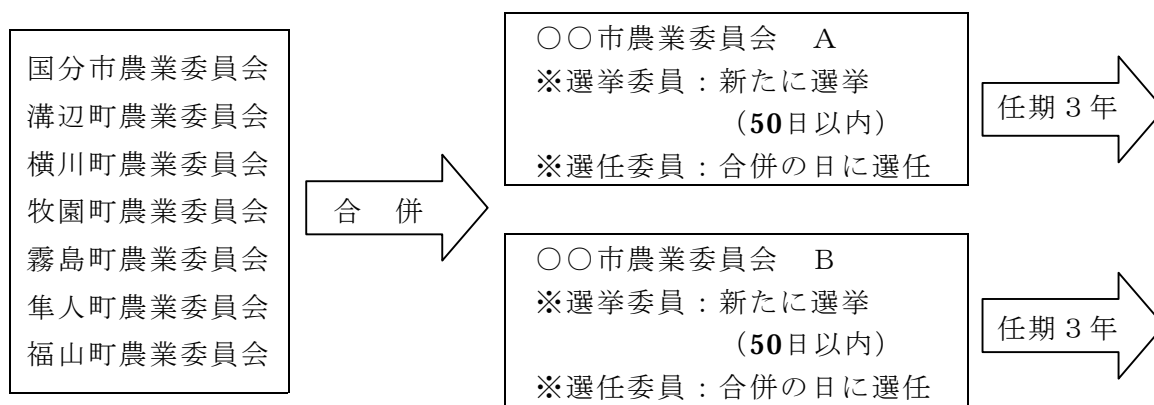 国分市農業委員会
溝辺町農業委員会
横川町農業委員会
牧園町農業委員会
霧島町農業委員会
隼人町農業委員会
福山町農業委員会
合　併
○○市農業委員会　A
※選挙委員：新たに選挙
（50日以内）
※選任委員：合併の日に選任
任期３年
○○市農業委員会　B
※選挙委員：新たに選挙
（50日以内）
※選任委員：合併の日に選任
任期３年